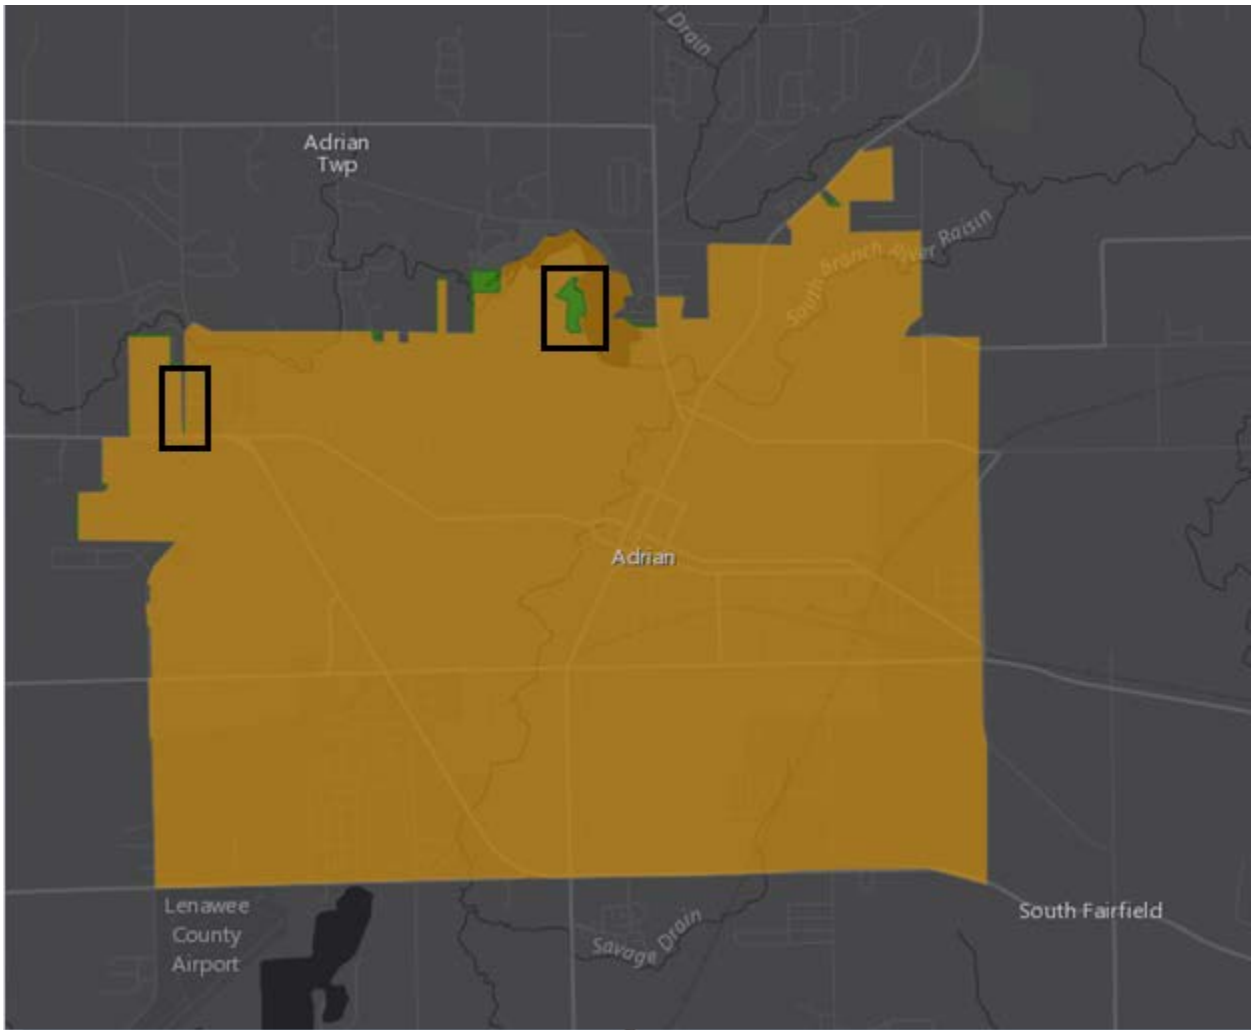 Drain
Adrian
Twp
South Branch River Raisin
Adrian
Lenawee
County
Airport
South Fairfield
Savage Drain